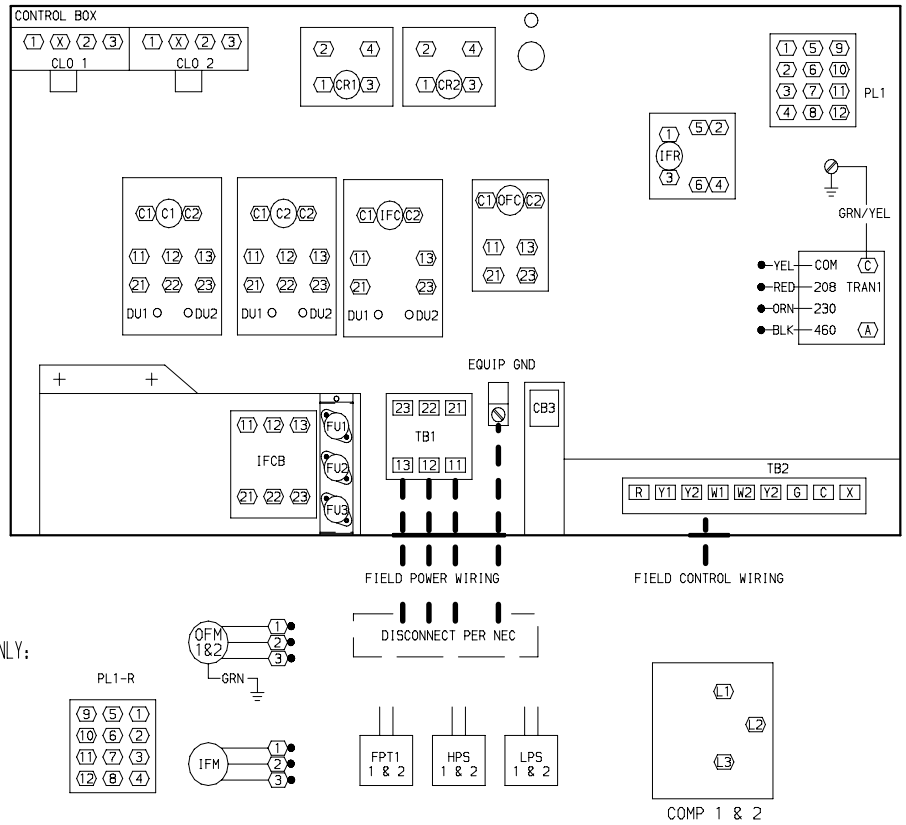 CONTROL BOX
1 X 2 3 1 X 2 3
CLO 1 CLO 2
2 4
1 CR1 3
2 4
1 CR2 3
1 5 9
2 6 10
3 7 11
4 8 12
PL1
1 5 2
IFR
3 6 4
GRN/YEL
C1 C1 C2
11 12 13
21 22 23
DU1 DU2
C1 C2 C2
11 12 13
21 22 23
DU1 DU2
C1 IFC C2
11 13
21 23
DU1 DU2
C1 OFC C2
11 13
21 23
YEL COM C
RED 208 TRAN1
ORN 230
BLK 460 A
EQUIP GND
11 12 13
IFCB
21 22 23
FU1
FU2
FU3
23 22 21
TB1
13 12 11
CB3
TB2
R Y1 Y2 W1 W2 Y2 G C X
FIELD POWER WIRING
FIELD CONTROL WIRING
DISCONNECT PER NEC
NLY:
OFM
1&2
1
2
3
GRN
PL1-R
9 5 1
10 6 2
11 7 3
12 8 4
IFM
1
2
3
FPT1
1 & 2
HPS
1 & 2
LPS
1 & 2
L1
L2
L3
COMP 1 & 2